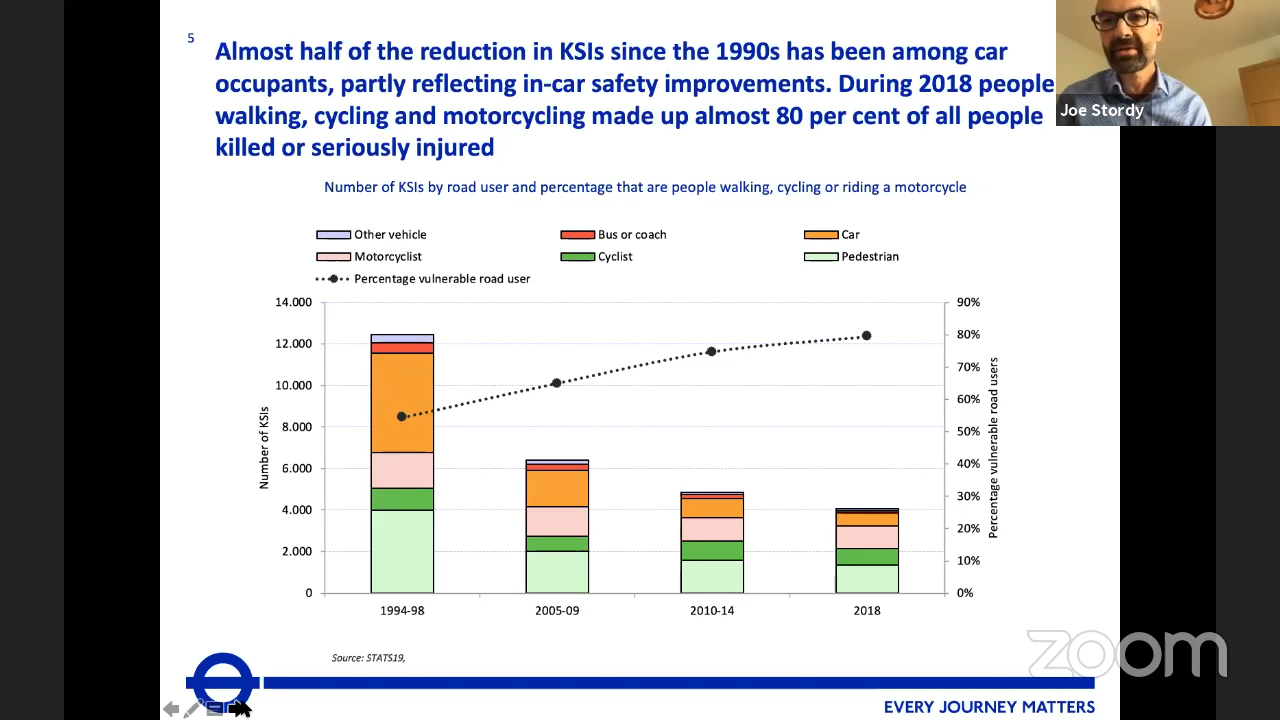 5
Almost half of the reduction in KSIs since the 1990s has been among car
occupants, partly reflecting in-car safety improvements. During 2018 people
walking, cycling and motorcycling made up almost 80 per cent of all people
killed or seriously injured
Joe Stordy
Number of KSIs by road user and percentage that are people walking, cycling or riding a motorcycle
Other vehicle
Bus or coach
Car
Motorcyclist
Cyclist
Pedestrian
Percentage vulnerable road user
Number of KSIs
14.000
12.000
10.000
8.000
6.000
4.000
2.000
0
90%
80%
70%
60%
50%
40%
30%
20%
10%
0%
Percentage vulnerable road users
1994-98
2005-09
2010-14
2018
Source: STATS19,
zoom
EVERY JOURNEY MATTERS